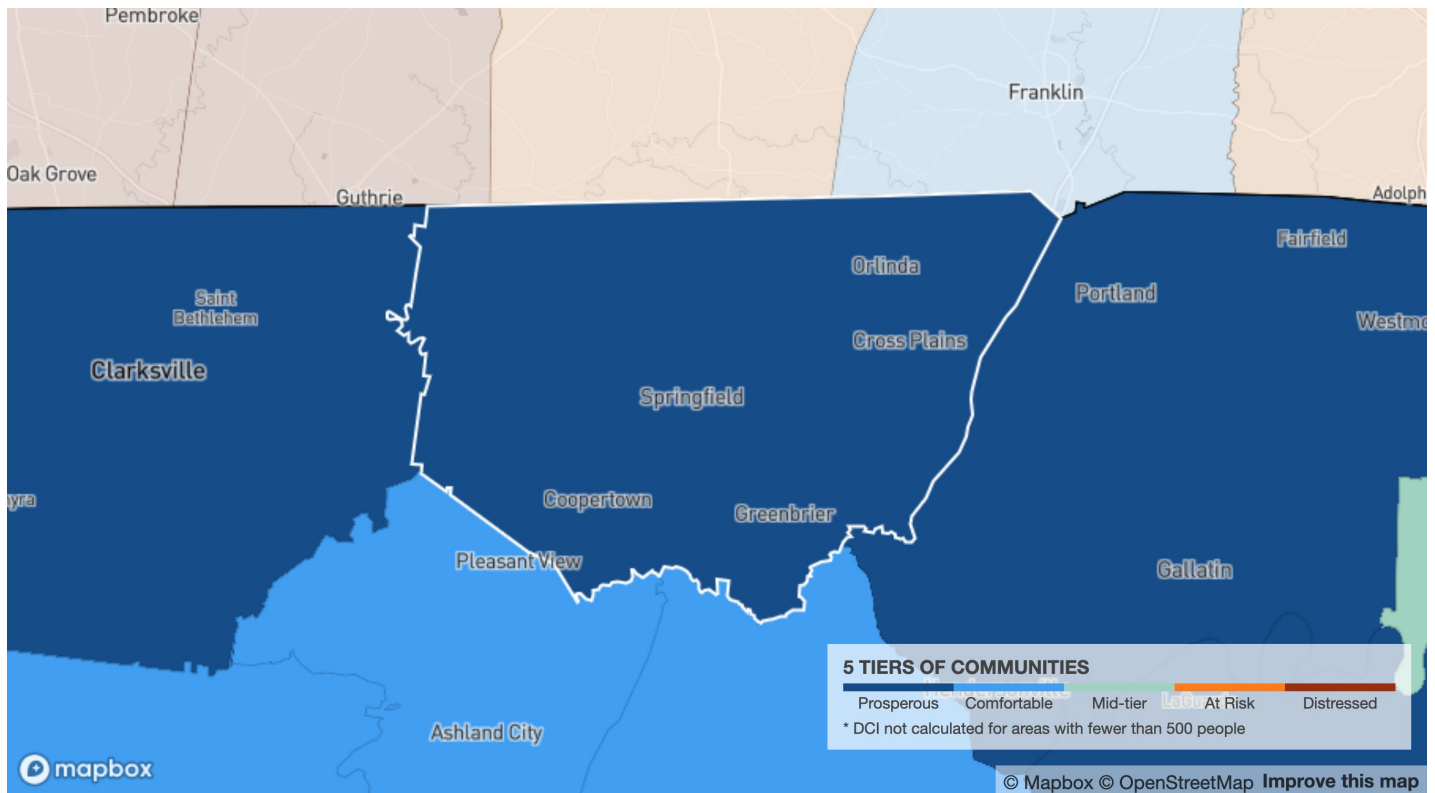 Pembroke
Franklin
Oak Grove
Guthrie
Adolph
Fairfield
Orlinda
Portland
Saint
Bethlehem
Westmo
Cross Plains
Clarksville
Springfield
yra
Coopertown
Greenbrier
Pleasant View
Gallatin
5 TIERS OF COMMUNITIES
Prosperous Comfortable Mid-tier At Risk Distressed
* DCI not calculated for areas with fewer than 500 people
Ashland City
mapbox
© Mapbox © OpenStreetMap Improve this map